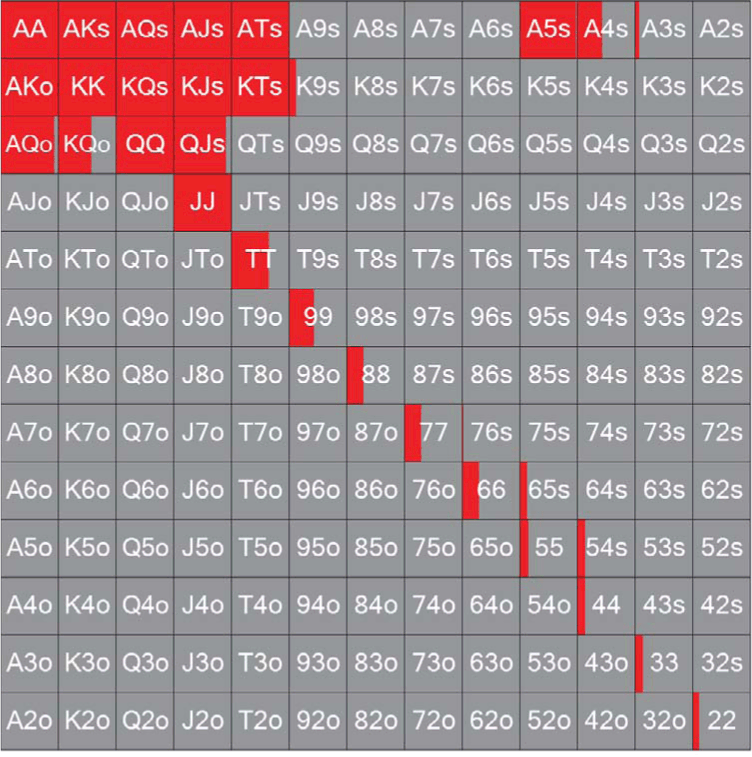 AA AKs AQs AJs ATs A9s A8s A7s A6s A5s A4s A3s A2s
AKo KK KQs KJs KTs K9s K8s K7s K6s K5s K4s K3s K2s
AQo KQo QQ QJs QTs Q9s Q8s Q7s Q6s Q5s Q4s Q3s Q2s
AJo KJo QJo JJ JTs J9s J8s J7s J6s J5s J4s J3s J2s
ATo KTo QTo JTo TT T9s T8s T7s T6s T5s T4s T3s T2s
A9o K9o Q9o J9o T9o 99 98s 97s 96s 95s 94s 93s 92s
A8o K8o Q8o J8o T8o 98o 88 87s 86s 85s 84s 83s 82s
A7o K7o Q7o J7o T7o 97o 87o 77 76s 75s 74s 73s 72s
A6o K6o Q6o J6o T6o 96o 86o 76o 66 65s 64s 63s 62s
A5o K5o Q5o J5o T5o 95o 85o 75o 65o 55 54s 53s 52s
A4o K4o Q4o J4o T4o 94o 84o 74o 64o 54o 44 43s 42s
A3o K3o Q3o J3o T3o 93o 83o 73o 63o 53o 43o 33 32s
A2o K2o Q2o J2o T2o 92o 82o 72o 62o 52o 42o 32o 22